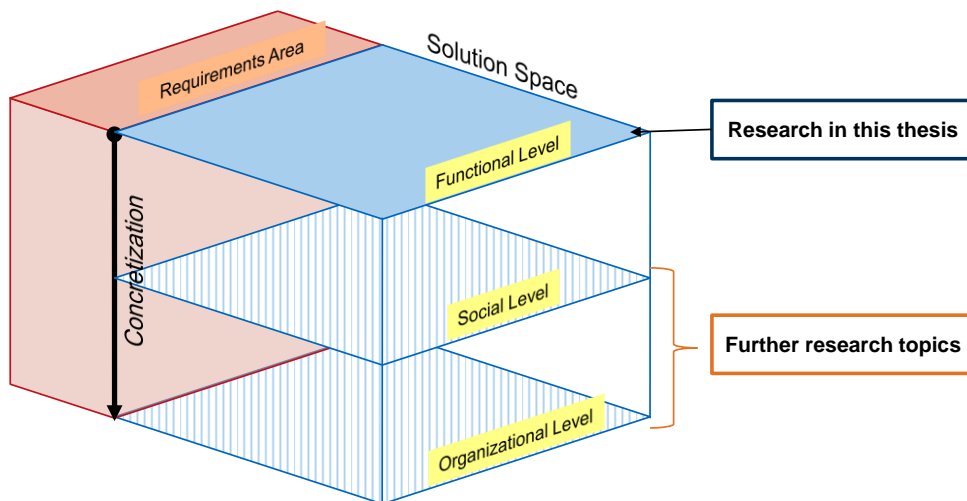 Requirements Area
Solution Space
Research in this thesis
Functional Level
Concretization
Social Level
Further research topics
Organizational Level